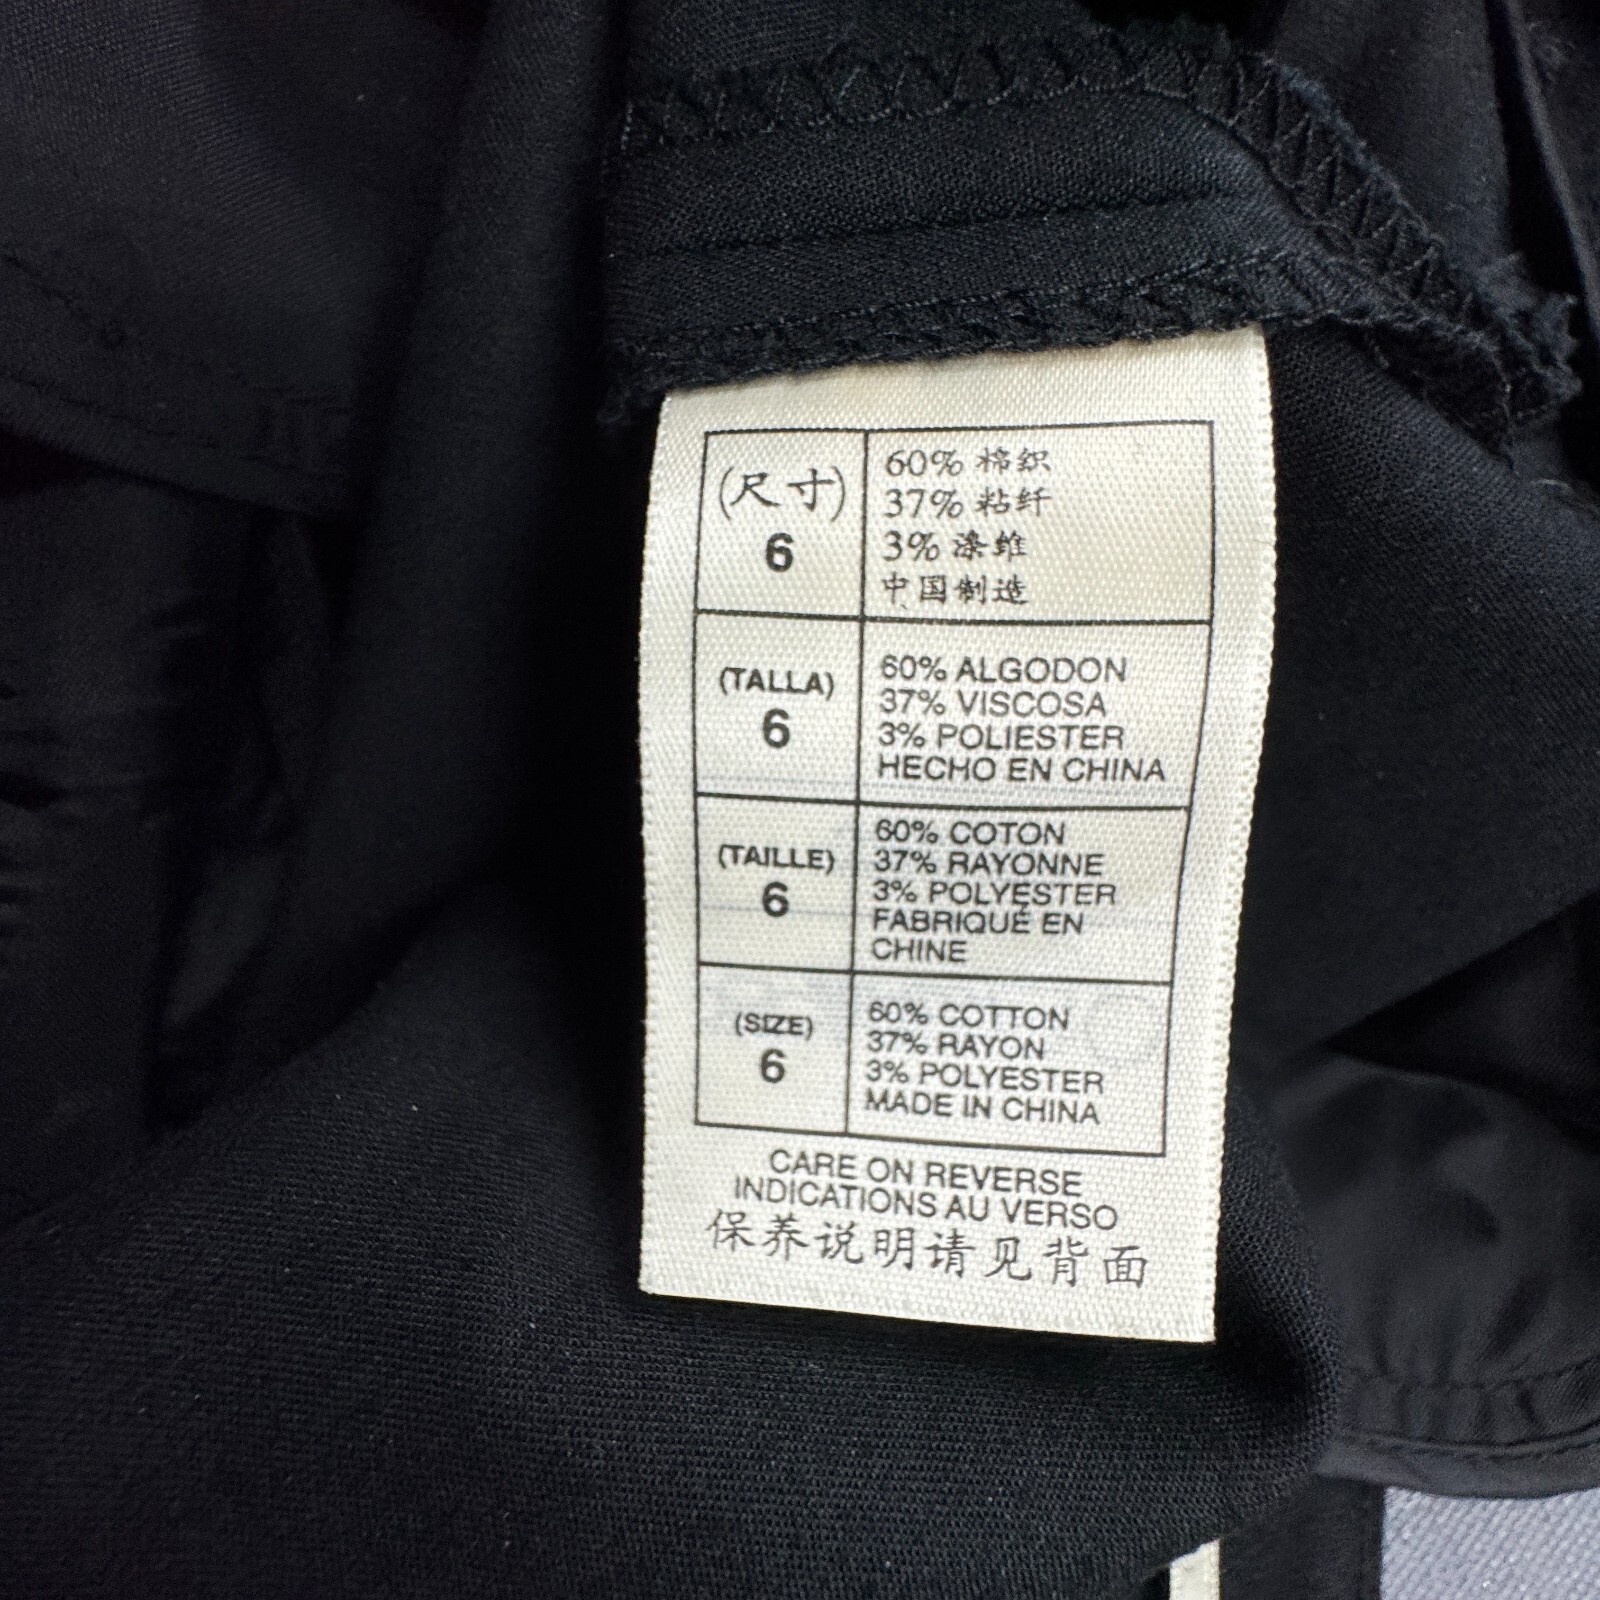 (尺寸)
6
60% 棉织
37% 粘纤
3% 涤维
中国制造
(TALLA)
6
60% ALGODON
37% VISCOSA
3% POLIESTER
HECHO EN CHINA
(TAILLE)
6
60% COTON
37% RAYONNE
3% POLYESTER
FABRIQUÉ EN
CHINE
(SIZE)
6
60% COTTON
37% RAYON
3% POLYESTER
MADE IN CHINA
CARE ON REVERSE
INDICATIONS AU VERSO
保养说明请见背面